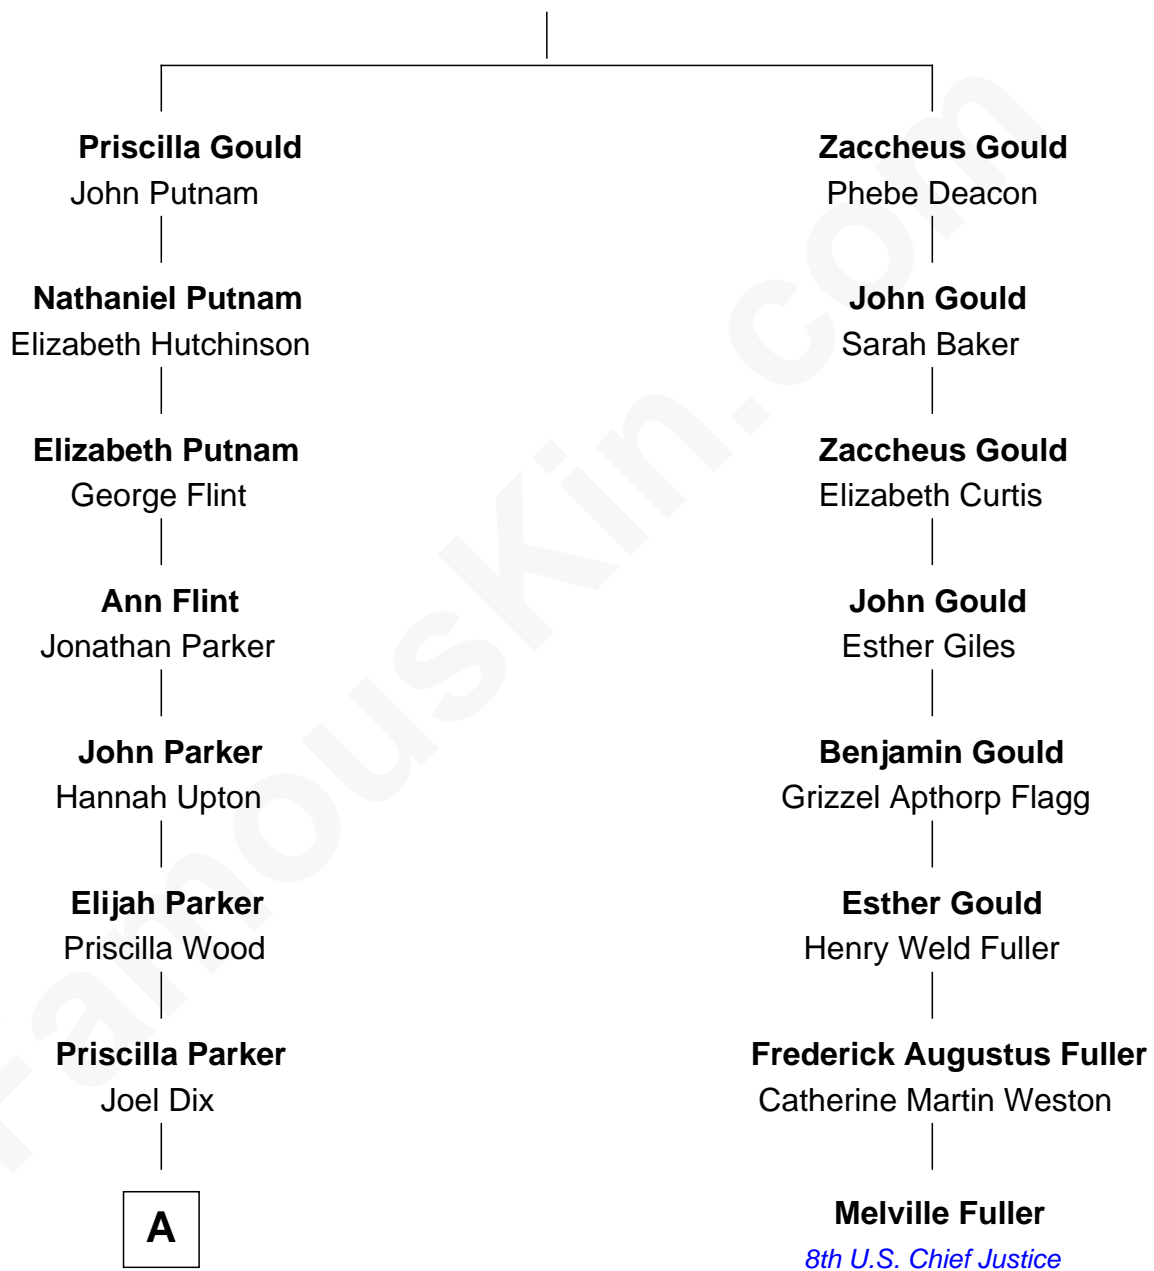 Priscilla Gould
John Putnam
Nathaniel Putnam
Elizabeth Hutchinson
Elizabeth Putnam
George Flint
Ann Flint
Jonathan Parker
John Parker
Hannah Upton
Elijah Parker
Priscilla Wood
Priscilla Parker
Joel Dix
A
Zaccheus Gould
Phebe Deacon
John Gould
Sarah Baker
Zaccheus Gould
Elizabeth Curtis
John Gould
Esther Giles
Benjamin Gould
Grizzel Apthorp Flagg
Esther Gould
Henry Weld Fuller
Frederick Augustus Fuller
Catherine Martin Weston
Melville Fuller
8th U.S. Chief Justice
FamousKin.com